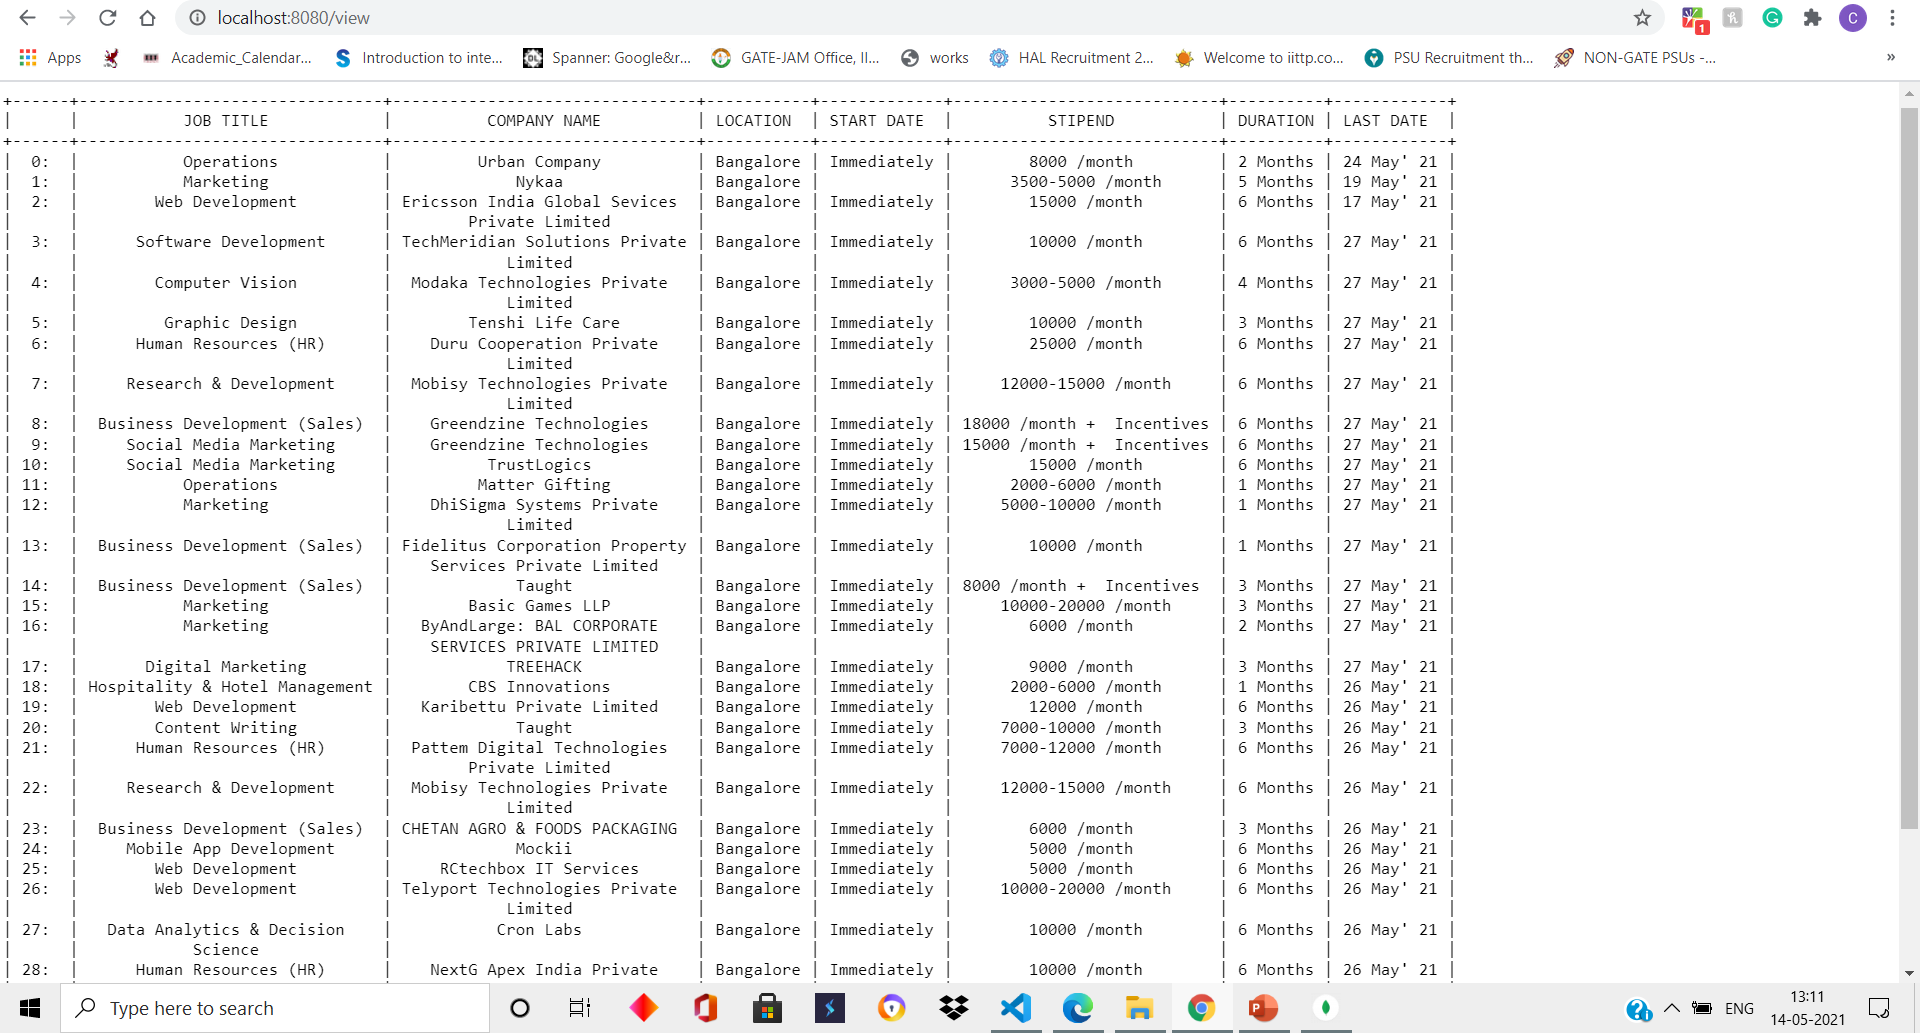 localhost:8080/view
1
C
Apps Academic_Calendar... Introduction to inte... Spanner: Google&r... GATE-JAM Office, II... works HAL Recruitment 2... Welcome to iittp.co... PSU Recruitment th... NON-GATE PSUs -... »
+------+--------------------------------+--------------------------------+-----------+-------------+----------------------------+----------+------------+
| | JOB TITLE | COMPANY NAME | LOCATION | START DATE | STIPEND | DURATION | LAST DATE |
+------+--------------------------------+--------------------------------+-----------+-------------+----------------------------+----------+------------+
| 0: | Operations | Urban Company | Bangalore | Immediately | 8000 /month | 2 Months | 24 May' 21 |
| 1: | Marketing | Nykaa | Bangalore | | 3500-5000 /month | 5 Months | 19 May' 21 |
| 2: | Web Development | Ericsson India Global Sevices | Bangalore | Immediately | 15000 /month | 6 Months | 17 May' 21 |
| | | Private Limited | | | | | |
| 3: | Software Development | TechMeridian Solutions Private | Bangalore | Immediately | 10000 /month | 6 Months | 27 May' 21 |
| | | Limited | | | | | |
| 4: | Computer Vision | Modaka Technologies Private | Bangalore | Immediately | 3000-5000 /month | 4 Months | 27 May' 21 |
| | | Limited | | | | | |
| 5: | Graphic Design | Tenshi Life Care | Bangalore | Immediately | 10000 /month | 3 Months | 27 May' 21 |
| 6: | Human Resources (HR) | Duru Cooperation Private | Bangalore | Immediately | 25000 /month | 6 Months | 27 May' 21 |
| | | Limited | | | | | |
| 7: | Research & Development | Mobisy Technologies Private | Bangalore | Immediately | 12000-15000 /month | 6 Months | 27 May' 21 |
| | | Limited | | | | | |
| 8: | Business Development (Sales) | Greendzine Technologies | Bangalore | Immediately | 18000 /month + Incentives | 6 Months | 27 May' 21 |
| 9: | Social Media Marketing | Greendzine Technologies | Bangalore | Immediately | 15000 /month + Incentives | 6 Months | 27 May' 21 |
| 10: | Social Media Marketing | TrustLogics | Bangalore | Immediately | 15000 /month | 6 Months | 27 May' 21 |
| 11: | Operations | Matter Gifting | Bangalore | Immediately | 2000-6000 /month | 1 Months | 27 May' 21 |
| 12: | Marketing | DhiSigma Systems Private | Bangalore | Immediately | 5000-10000 /month | 1 Months | 27 May' 21 |
| | | Limited | | | | | |
| 13: | Business Development (Sales) | Fidelitus Corporation Property | Bangalore | Immediately | 10000 /month | 1 Months | 27 May' 21 |
| | | Services Private Limited | | | | | |
| 14: | Business Development (Sales) | Taught | Bangalore | Immediately | 8000 /month + Incentives | 3 Months | 27 May' 21 |
| 15: | Marketing | Basic Games LLP | Bangalore | Immediately | 10000-20000 /month | 3 Months | 27 May' 21 |
| 16: | Marketing | ByAndLarge: BAL CORPORATE | Bangalore | Immediately | 6000 /month | 2 Months | 27 May' 21 |
| | | SERVICES PRIVATE LIMITED | | | | | |
| 17: | Digital Marketing | TREEHACK | Bangalore | Immediately | 9000 /month | 3 Months | 27 May' 21 |
| 18: | Hospitality & Hotel Management | CBS Innovations | Bangalore | Immediately | 2000-6000 /month | 1 Months | 26 May' 21 |
| 19: | Web Development | Karibettu Private Limited | Bangalore | Immediately | 12000 /month | 6 Months | 26 May' 21 |
| 20: | Content Writing | Taught | Bangalore | Immediately | 7000-10000 /month | 3 Months | 26 May' 21 |
| 21: | Human Resources (HR) | Pattem Digital Technologies | Bangalore | Immediately | 7000-12000 /month | 6 Months | 26 May' 21 |
| | | Private Limited | | | | | |
| 22: | Research & Development | Mobisy Technologies Private | Bangalore | Immediately | 12000-15000 /month | 6 Months | 26 May' 21 |
| | | Limited | | | | | |
| 23: | Business Development (Sales) | CHETAN AGRO & FOODS PACKAGING | Bangalore | Immediately | 6000 /month | 3 Months | 26 May' 21 |
| 24: | Mobile App Development | Mockii | Bangalore | Immediately | 5000 /month | 6 Months | 26 May' 21 |
| 25: | Web Development | RCtechbox IT Services | Bangalore | Immediately | 5000 /month | 6 Months | 26 May' 21 |
| 26: | Web Development | Telyport Technologies Private | Bangalore | Immediately | 10000-20000 /month | 6 Months | 26 May' 21 |
| | | Limited | | | | | |
| 27: | Data Analytics & Decision | Cron Labs | Bangalore | Immediately | 10000 /month | 6 Months | 26 May' 21 |
| | Science | | | | | | |
| 28: | Human Resources (HR) | NextG Apex India Private | Bangalore | Immediately | 10000 /month | 6 Months | 26 May' 21 |
Type here to search
ENG
13:11
14-05-2021